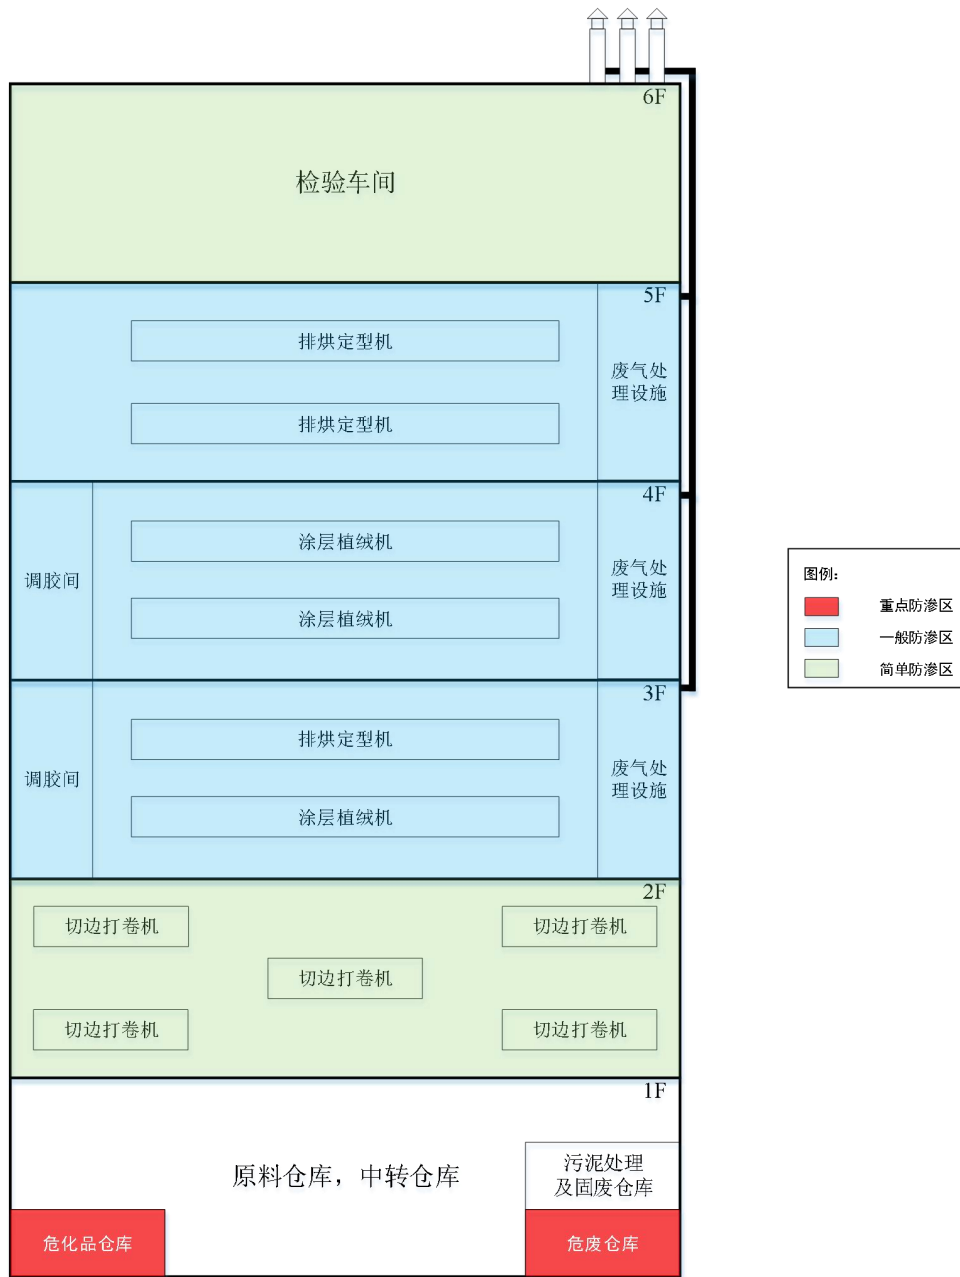 6F
检验车间
5F
排烘定型机
废气处
理设施
排烘定型机
4F
涂层植绒机
废气处
理设施
调胶间
涂层植绒机
图例:
重点防渗区
一般防渗区
简单防渗区
3F
排烘定型机
废气处
理设施
调胶间
涂层植绒机
2F
切边打卷机
切边打卷机
切边打卷机
切边打卷机
切边打卷机
1F
原料仓库，中转仓库
污泥处理
及固废仓库
危化品仓库
危废仓库